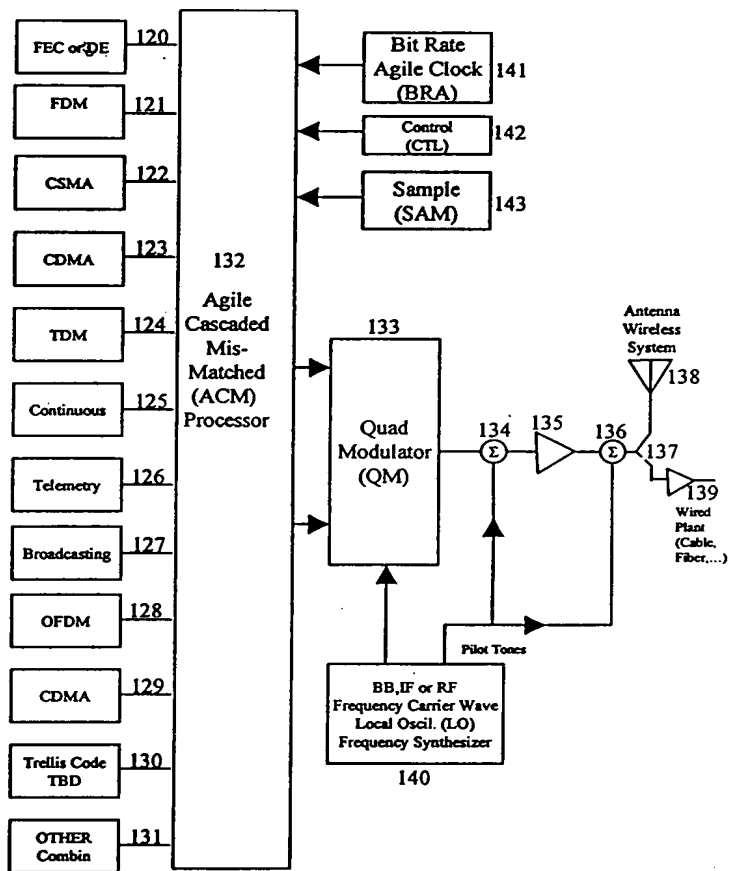 FEC or DE
120
FDM
121
CSMA
122
CDMA
123
TDM
124
Continuous
125
Telemetry
126
Broadcasting
127
OFDM
128
CDMA
129
Trellis Code
TBD
130
OTHER
Combin
131
132
Agile
Cascaded
Mis-
Matched
(ACM)
Processor
Bit Rate
Agile Clock
(BRA)
141
Control
(CTL)
142
Sample
(SAM)
143
133
Quad
Modulator
(QM)
134
Σ
135
136
Σ
137
Antenna
Wireless
System
138
139
Wired
Plant
(Cable,
Fiber,...)
Pilot Tones
BB,IF or RF
Frequency Carrier Wave
Local Oscil. (LO)
Frequency Synthesizer
140